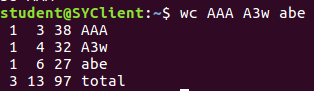 student@SYClient:~$ wc AAA A3w abe
 1  3 38 AAA
 1  4 32 A3w
 1  6 27 abe
 3 13 97 total